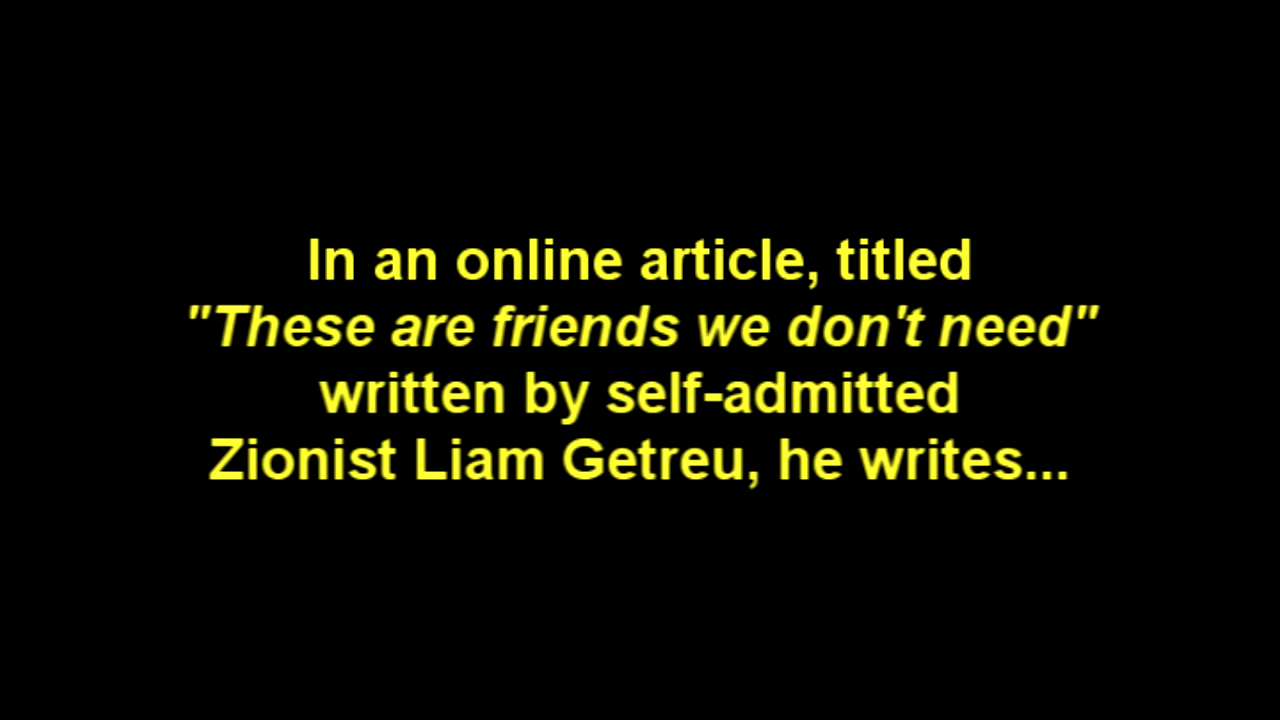 In an online article, titled
"These are friends we don't need"
written by self-admitted
Zionist Liam Getreu, he writes...